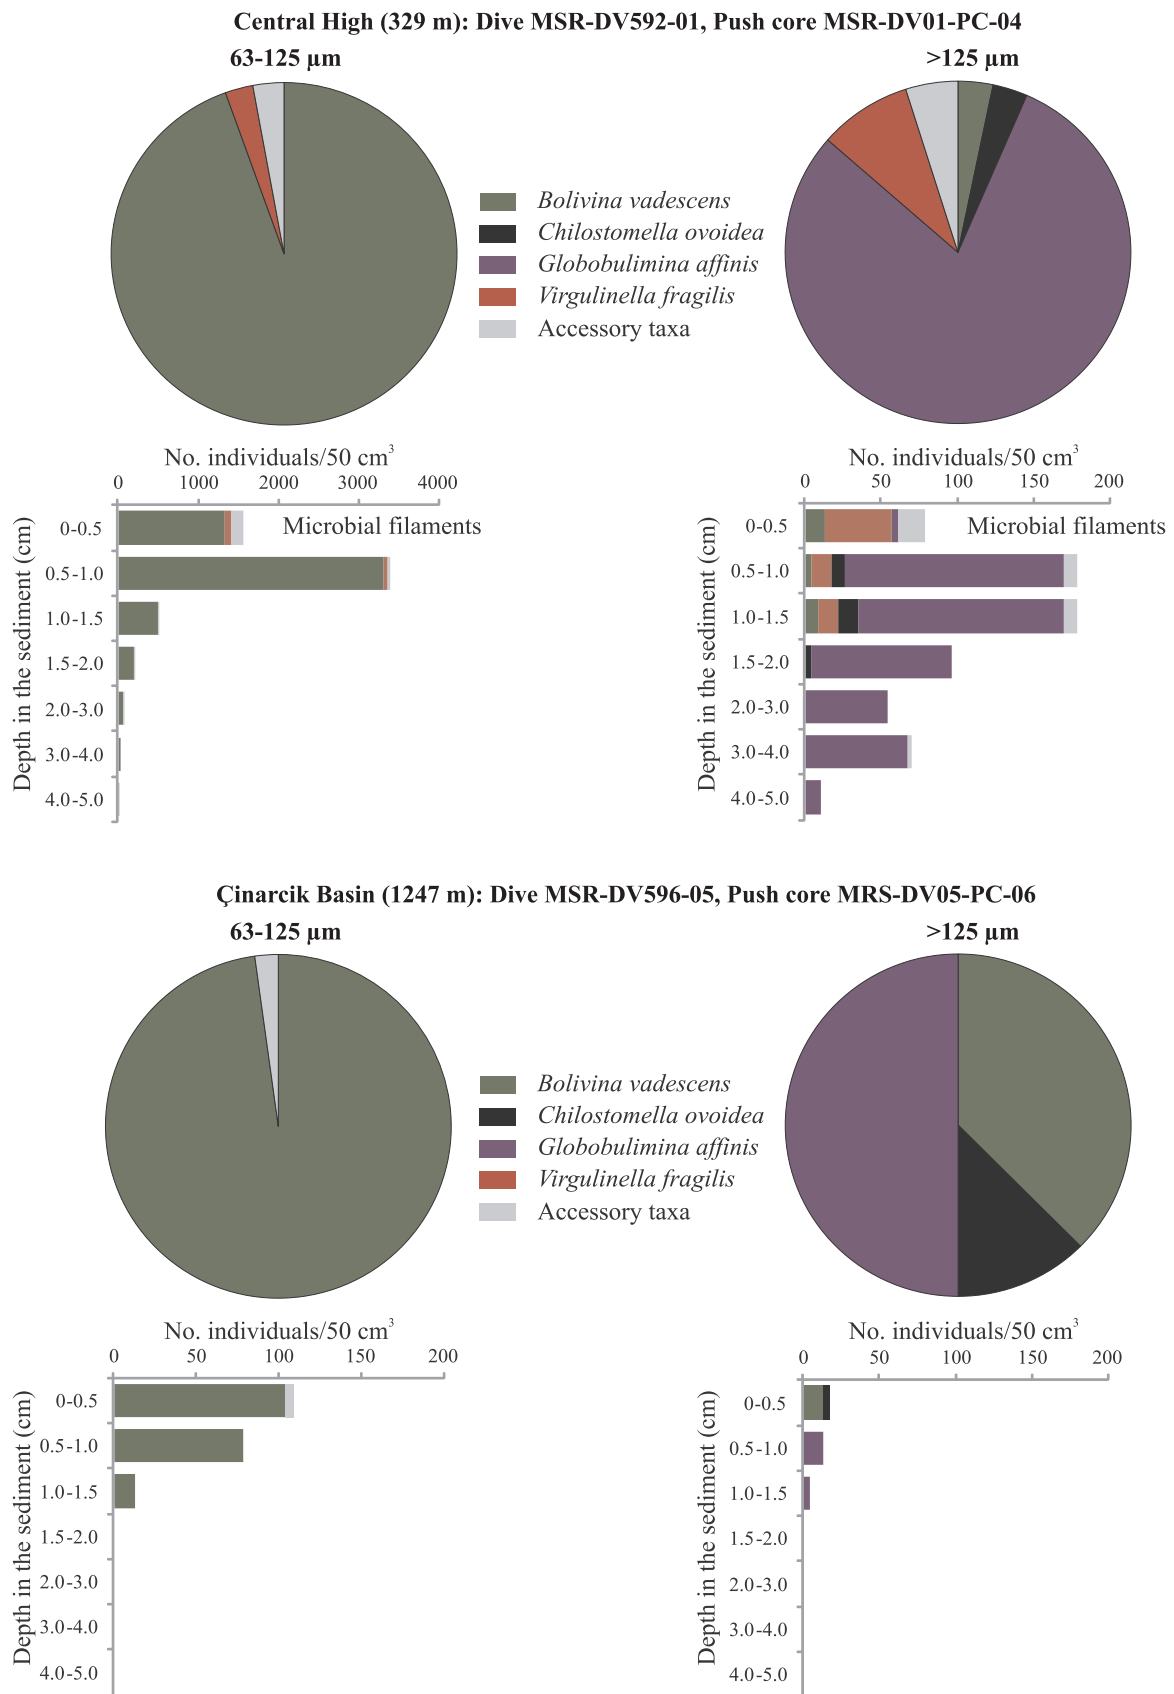 Central High (329 m): Dive MSR-DV592-01, Push core MSR-DV01-PC-04
63-125 µm
>125 µm
Bolivina vadescens
Chilostomella ovoidea
Globobulimina affinis
Virgulinella fragilis
Accessory taxa
No. individuals/50 cm³
0 1000 2000 3000 4000
Depth in the sediment (cm)
0-0.5
Microbial filaments
0.5-1.0
1.0-1.5
1.5-2.0
2.0-3.0
3.0-4.0
4.0-5.0
No. individuals/50 cm³
0 50 100 150 200
Depth in the sediment (cm)
0-0.5
Microbial filaments
0.5-1.0
1.0-1.5
1.5-2.0
2.0-3.0
3.0-4.0
4.0-5.0
Çinarcik Basin (1247 m): Dive MSR-DV596-05, Push core MRS-DV05-PC-06
63-125 µm
>125 µm
Bolivina vadescens
Chilostomella ovoidea
Globobulimina affinis
Virgulinella fragilis
Accessory taxa
No. individuals/50 cm³
0 50 100 150 200
Depth in the sediment (cm)
0-0.5
0.5-1.0
1.0-1.5
1.5-2.0
2.0-3.0
3.0-4.0
4.0-5.0
No. individuals/50 cm³
0 50 100 150 200
Depth in the sediment (cm)
0-0.5
0.5-1.0
1.0-1.5
1.5-2.0
2.0-3.0
3.0-4.0
4.0-5.0